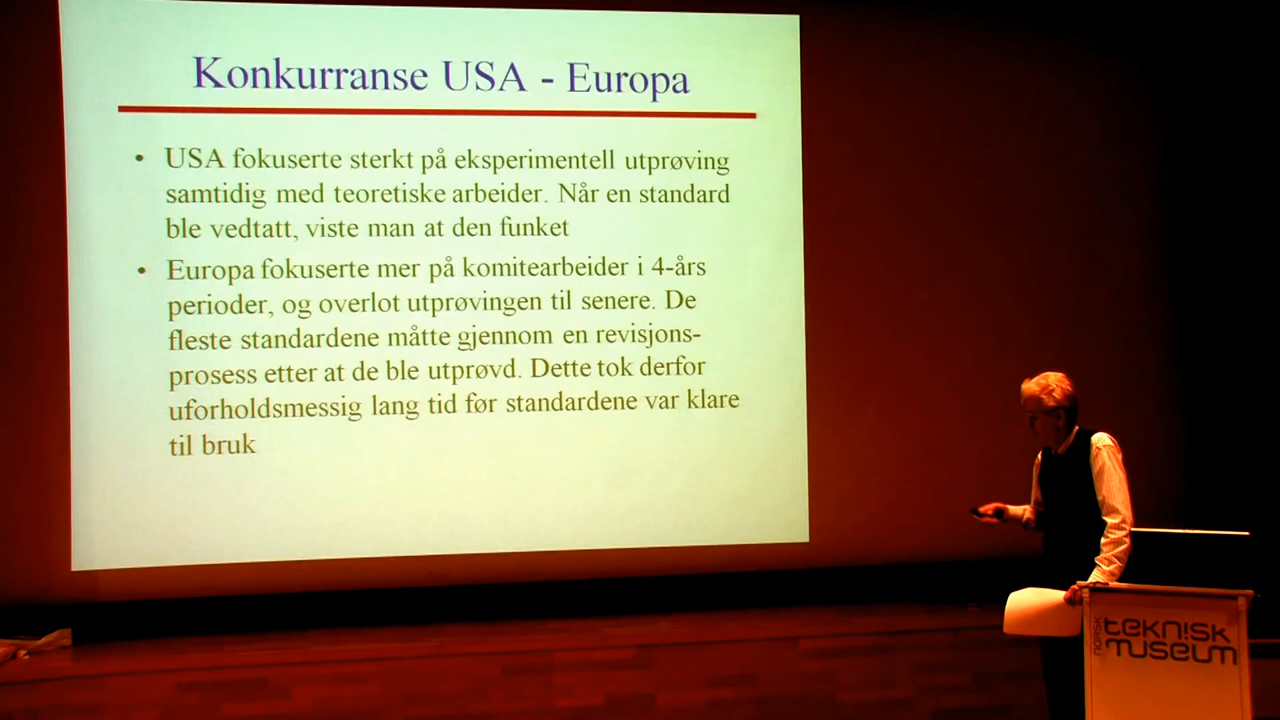 Konkurranse USA - Europa
• USA fokuserte sterkt på eksperimentell utprøving
samtidig med teoretiske arbeider. Når en standard
ble vedtatt, viste man at den funket
• Europa fokuserte mer på komitearbeider i 4-års
perioder, og overlot utprøvingen til senere. De
fleste standardene måtte gjennom en revisjons-
prosess etter at de ble utprøvd. Dette tok derfor
uforholdsmessig lang tid før standardene var klare
til bruk
NORSK
teknisk
museum